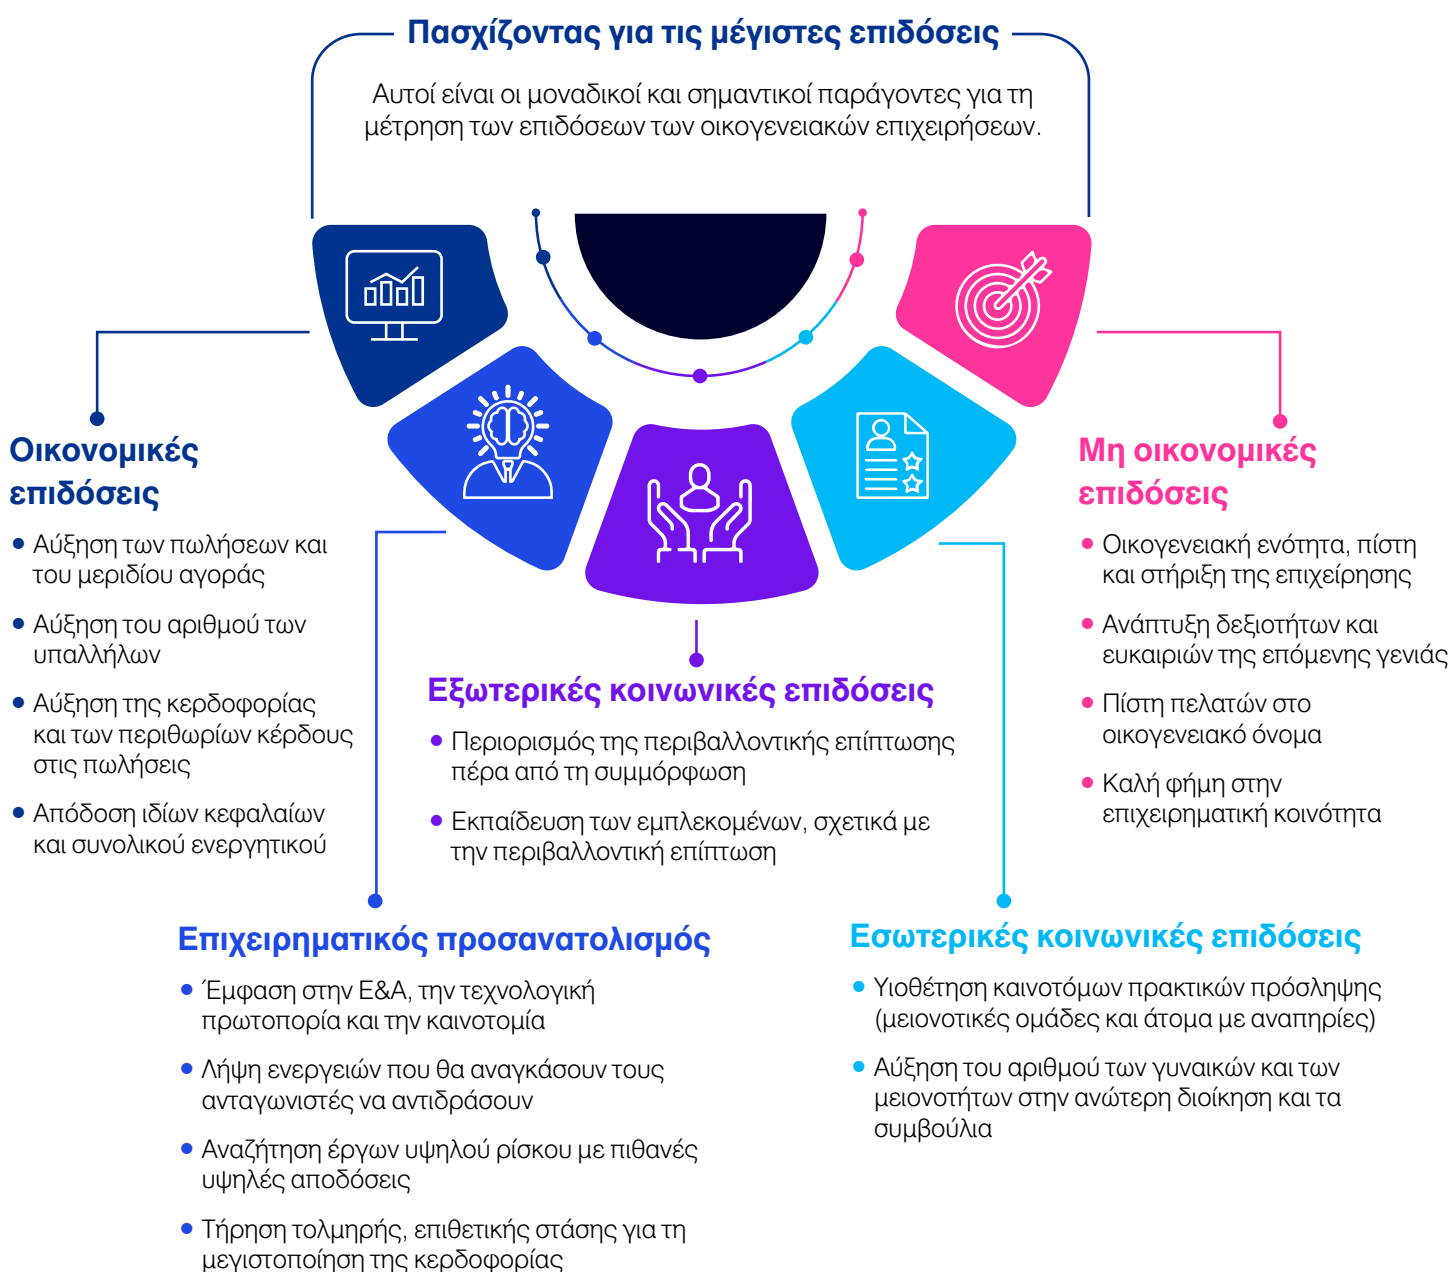 Πασχίζοντας για τις μέγιστες επιδόσεις
Αυτοί είναι οι μοναδικοί και σημαντικοί παράγοντες για τη
μέτρηση των επιδόσεων των οικογενειακών επιχειρήσεων.
Οικονομικές
επιδόσεις
• Αύξηση των πωλήσεων και
του μεριδίου αγοράς
• Αύξηση του αριθμού των
υπαλλήλων
• Αύξηση της κερδοφορίας
και των περιθωρίων κέρδους
στις πωλήσεις
• Απόδοση ιδίων κεφαλαίων
και συνολικού ενεργητικού
Επιχειρηματικός προσανατολισμός
• Έμφαση στην Ε&Α, την τεχνολογική
πρωτοπορία και την καινοτομία
• Λήψη ενεργειών που θα αναγκάσουν τους
ανταγωνιστές να αντιδράσουν
• Αναζήτηση έργων υψηλού ρίσκου με πιθανές
υψηλές αποδόσεις
• Τήρηση τολμηρής, επιθετικής στάσης για τη
μεγιστοποίηση της κερδοφορίας
Εξωτερικές κοινωνικές επιδόσεις
• Περιορισμός της περιβαλλοντικής επίπτωσης
πέρα από τη συμμόρφωση
• Εκπαίδευση των εμπλεκομένων, σχετικά με
την περιβαλλοντική επίπτωση
Εσωτερικές κοινωνικές επιδόσεις
• Υιοθέτηση καινοτόμων πρακτικών πρόσληψης
(μειονοτικές ομάδες και άτομα με αναπηρίες)
• Αύξηση του αριθμού των γυναικών και των
μειονοτήτων στην ανώτερη διοίκηση και τα
συμβούλια
Μη οικονομικές
επιδόσεις
• Οικογενειακή ενότητα, πίστη
και στήριξη της επιχείρησης
• Ανάπτυξη δεξιοτήτων και
ευκαιριών της επόμενης γενιάς
• Πίστη πελατών στο
οικογενειακό όνομα
• Καλή φήμη στην
επιχειρηματική κοινότητα